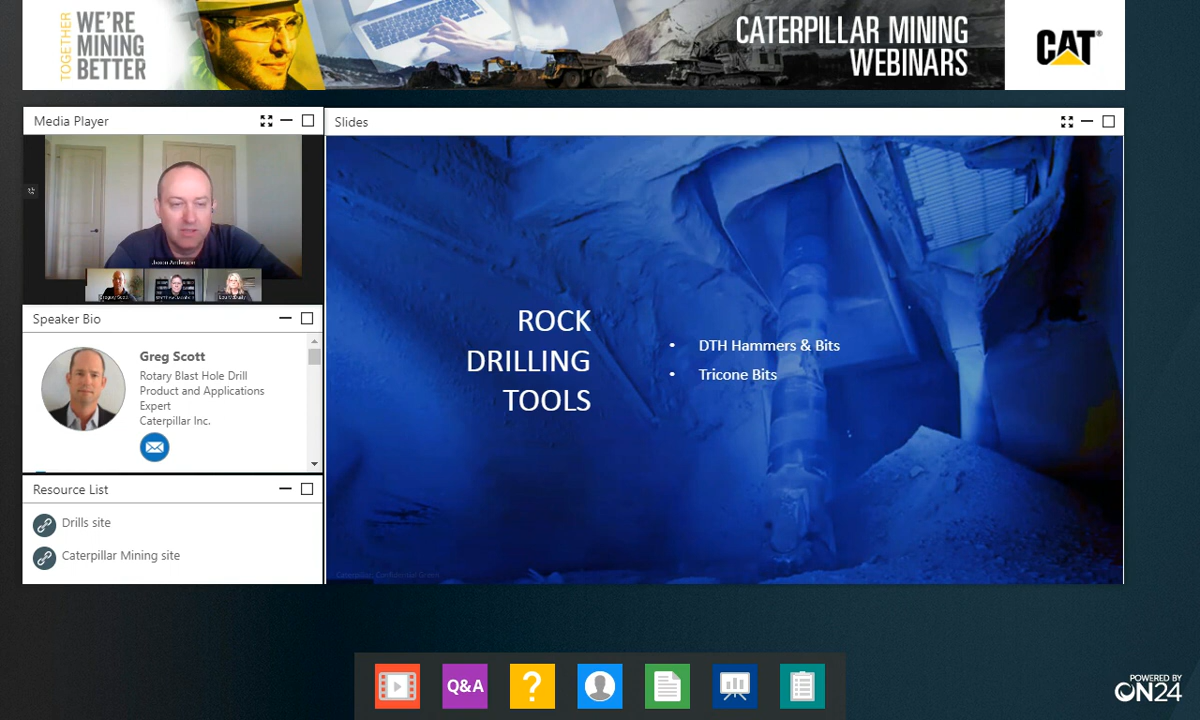 TOGETHER
WE'RE
MINING
BETTER
CATERPILLAR MINING
WEBINARS
CAT®
Media Player
Slides
Jason Anderson
Speaker Bio
Greg Scott
Rotary Blast Hole Drill
Product and Applications
Expert
Caterpillar Inc.
Resource List
Drills site
Caterpillar Mining site
ROCK
DRILLING
TOOLS
• DTH Hammers & Bits
• Tricone Bits
Q&A
?
POWERED BY
ON24